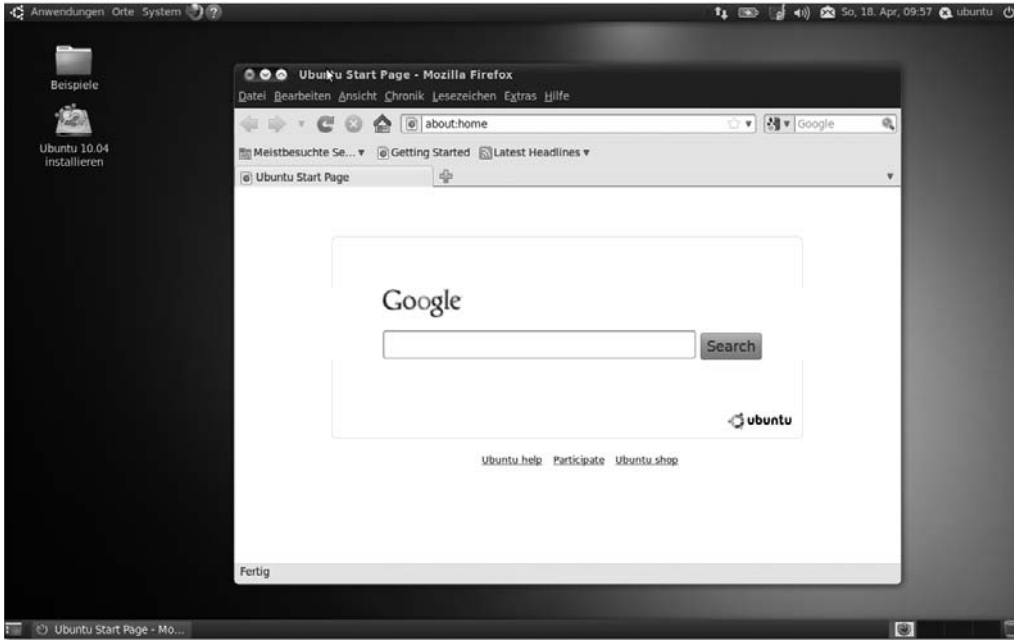 Anwendungen Orte System
So, 18. Apr, 09:57 ubuntu
Beispiele
Ubuntu 10.04
installieren
Ubuntu Start Page - Mozilla Firefox
Datei Bearbeiten Ansicht Chronik Lesezeichen Extras Hilfe
about:home
Google
Meistbesuchte Se... Getting Started Latest Headlines
Ubuntu Start Page
Google
Search
ubuntu
Ubuntu help Participate Ubuntu shop
Fertig
Ubuntu Start Page - Mo...